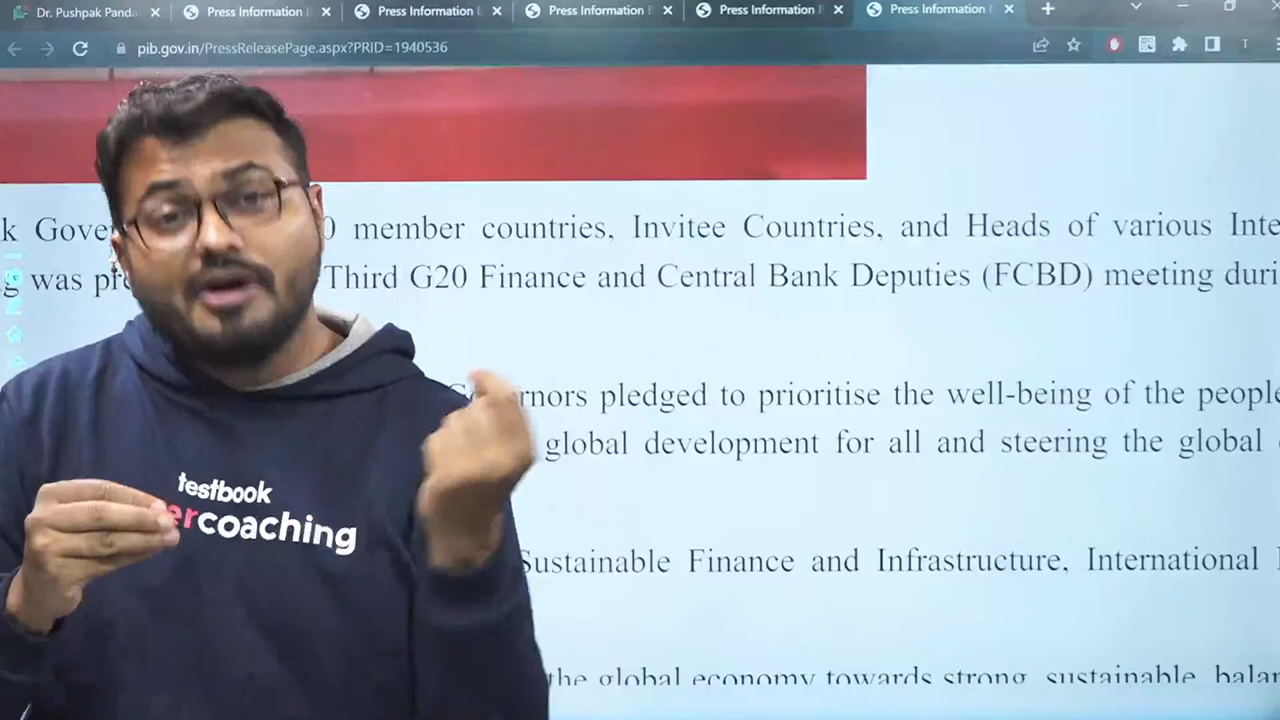 Dr. Pushpak Panda
Press Information
Press Information
Press Information
Press Information
Press Information
pib.gov.in/PressReleasePage.aspx?PRID=1940536
T
k Gove 0 member countries, Invitee Countries, and Heads of various Inte
g was pre Third G20 Finance and Central Bank Deputies (FCBD) meeting duri
Governors pledged to prioritise the well-being of the people
global development for all and steering the global
Sustainable Finance and Infrastructure, International
the global economy towards strong, sustainable, balan
testbook
ercoaching